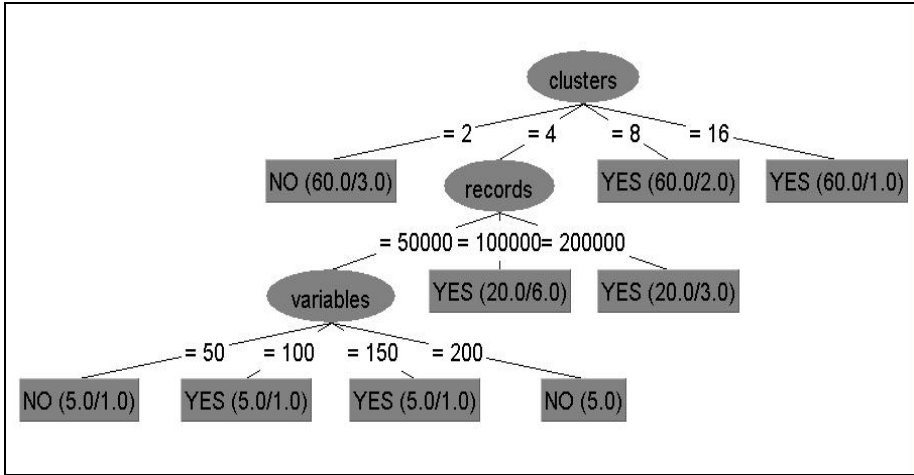 clusters
= 2 = 4 = 8 = 16
NO (60.0/3.0) records YES (60.0/2.0) YES (60.0/1.0)
= 50000 = 100000 = 200000
variables YES (20.0/6.0) YES (20.0/3.0)
= 50 = 100 = 150 = 200
NO (5.0/1.0) YES (5.0/1.0) YES (5.0/1.0) NO (5.0)